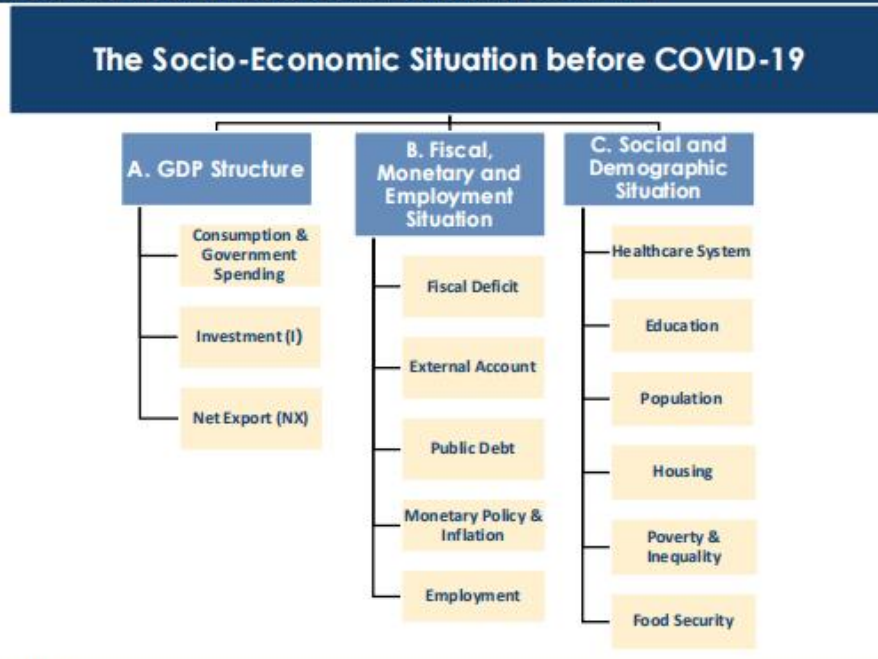 The Socio-Economic Situation before COVID-19
A. GDP Structure
Consumption &
Government
Spending
Investment (I)
Net Export (NX)
B. Fiscal,
Monetary and
Employment
Situation
Fiscal Deficit
External Account
Public Debt
Monetary Policy &
Inflation
Employment
C. Social and
Demographic
Situation
Healthcare System
Education
Population
Housing
Poverty &
Inequality
Food Security